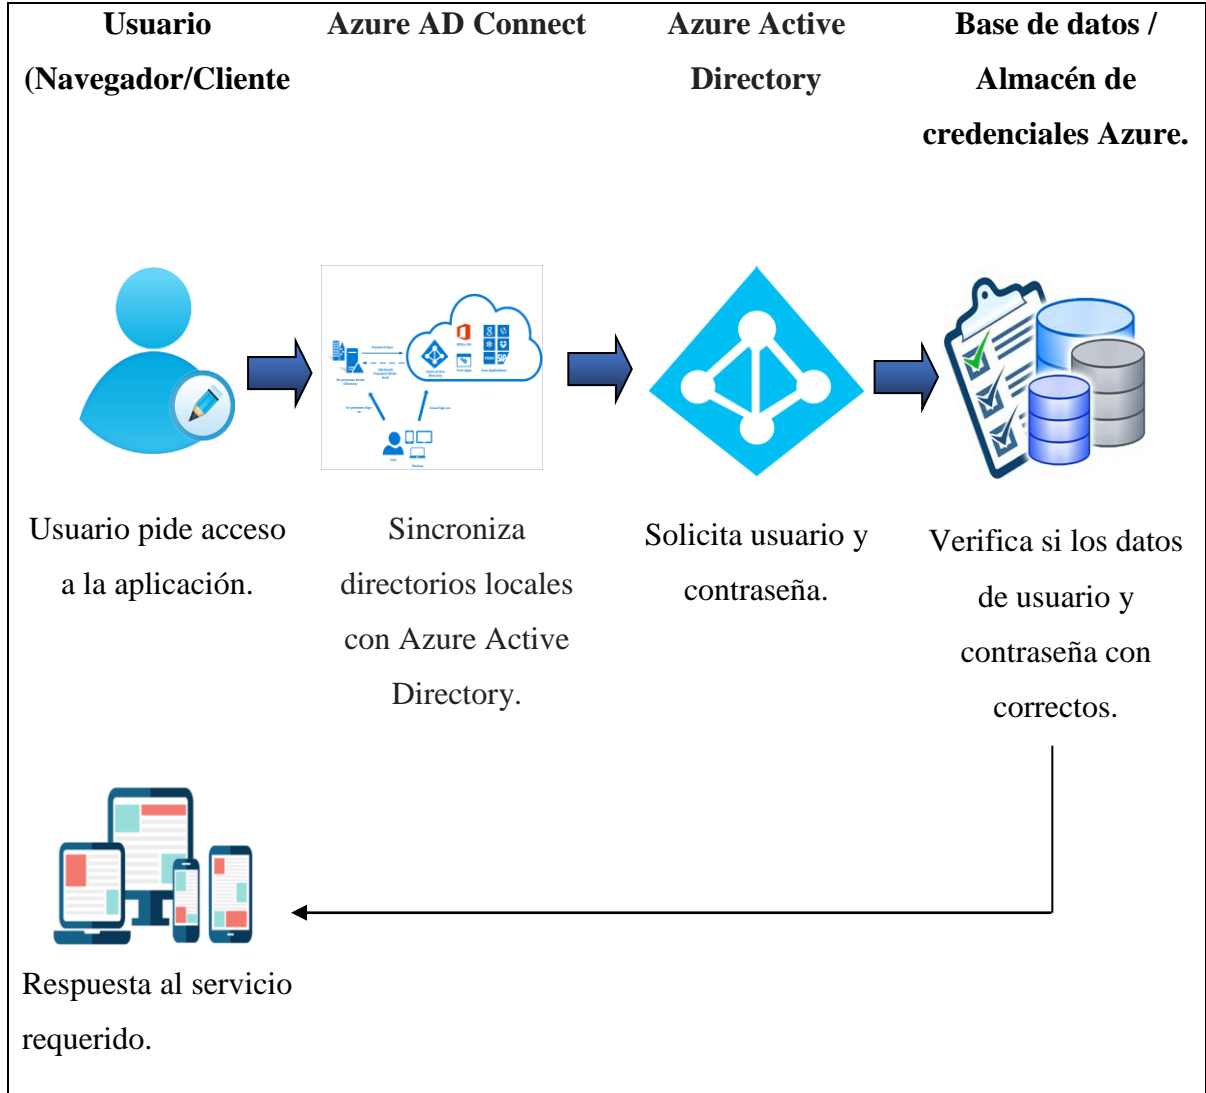 Usuario
(Navegador/Cliente
Azure AD Connect
Azure Active
Directory
Base de datos /
Almacén de
credenciales Azure.
Usuario pide acceso
a la aplicación.
Sincroniza
directorios locales
con Azure Active
Directory.
Solicita usuario y
contraseña.
Verifica si los datos
de usuario y
contraseña con
correctos.
Respuesta al servicio
requerido.